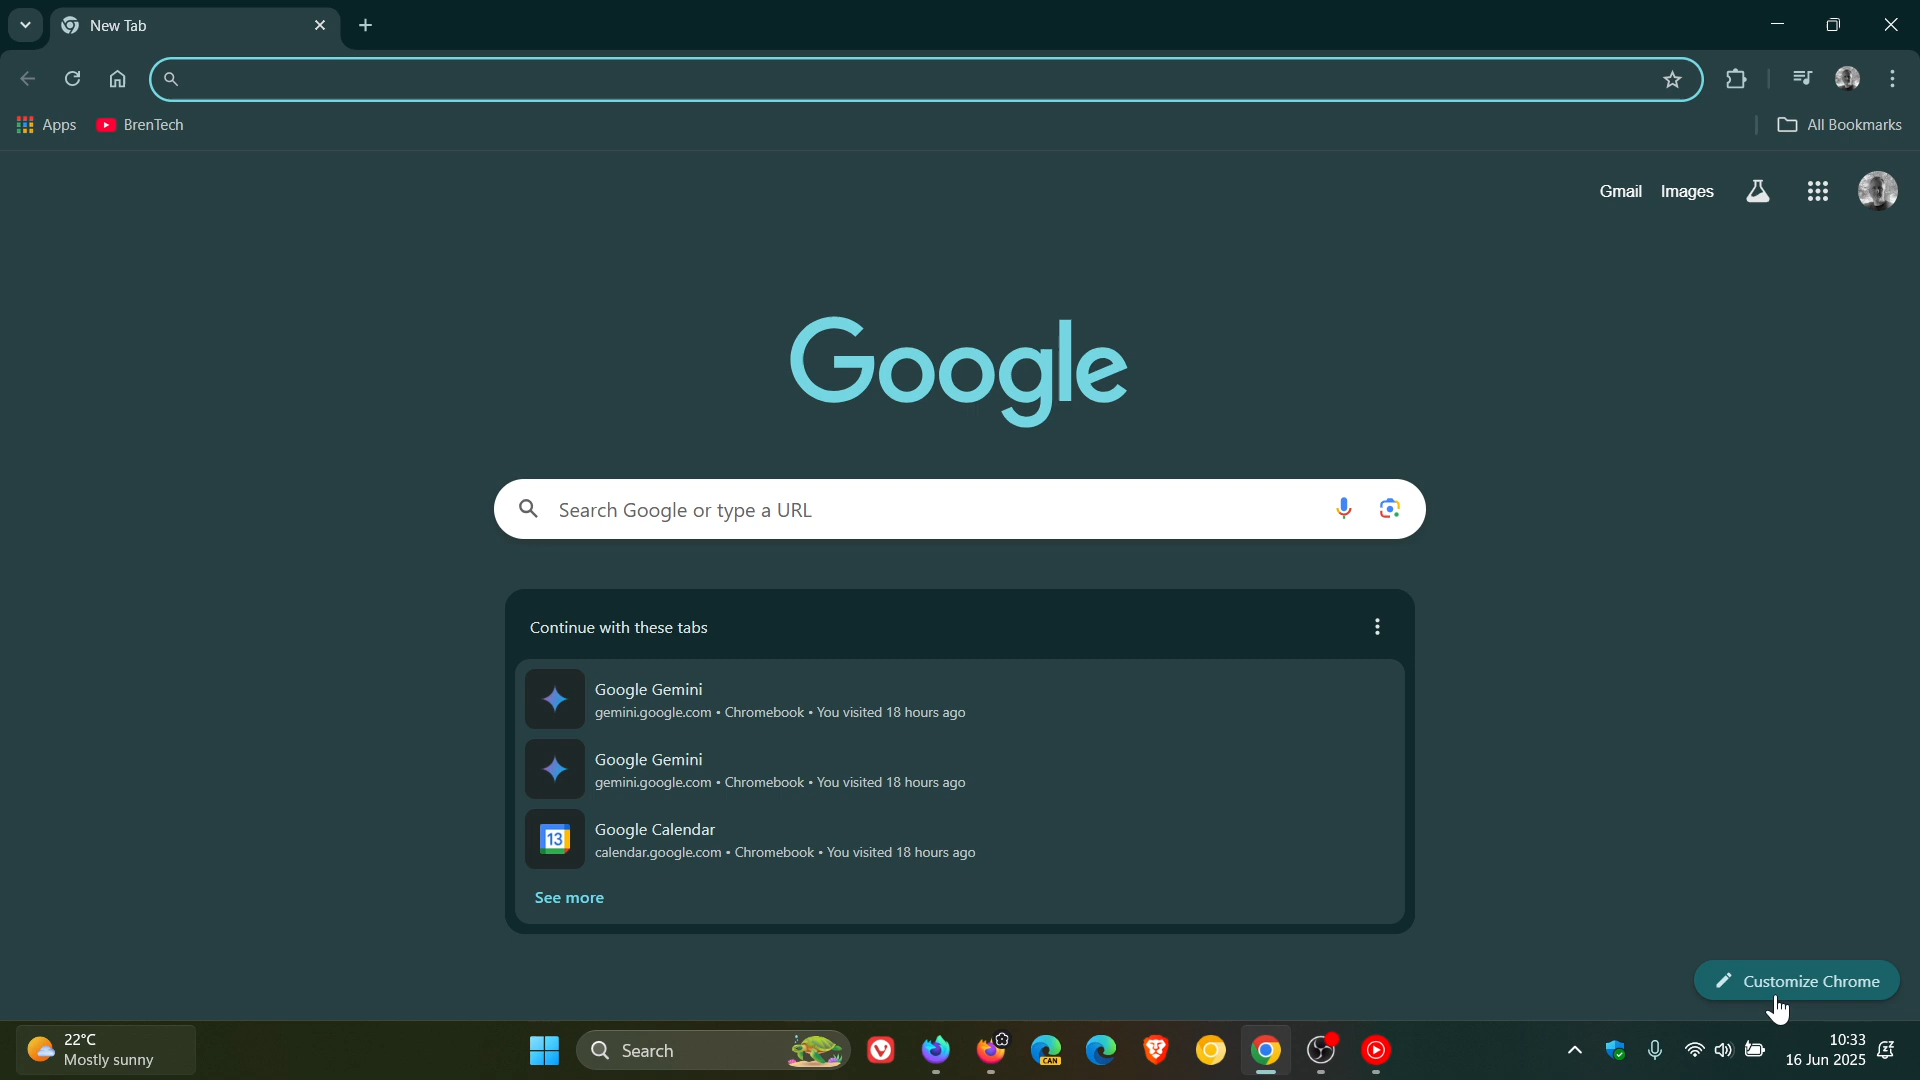 New Tab
Apps
BrenTech
All Bookmarks
Gmail
Images
Google
Search Google or type a URL
Continue with these tabs
Google Gemini
gemini.google.com • Chromebook • You visited 18 hours ago
Google Gemini
gemini.google.com • Chromebook • You visited 18 hours ago
13
Google Calendar
calendar.google.com • Chromebook • You visited 18 hours ago
See more
Customize Chrome
22°C
Mostly sunny
Search
CAN
10:33
16 Jun 2025